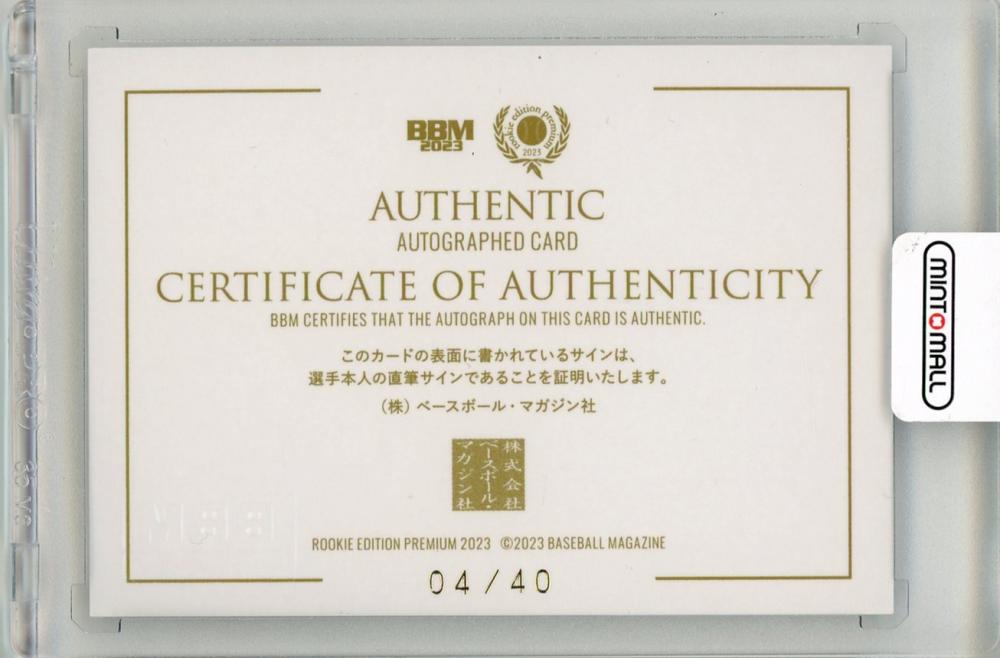 BBM
2023
rookie edition premium
2023
AUTHENTIC
AUTOGRAPHED CARD
CERTIFICATE OF AUTHENTICITY
BBM CERTIFIES THAT THE AUTOGRAPH ON THIS CARD IS AUTHENTIC.
このカードの表面に書かれているサインは、
選手本人の直筆サインであることを証明いたします。
(株) ベースボール・マガジン社
株式会社
ベースボール・
マガジン社
ROOKIE EDITION PREMIUM 2023 ©2023 BASEBALL MAGAZINE
04/40
MINT MALL
BBM